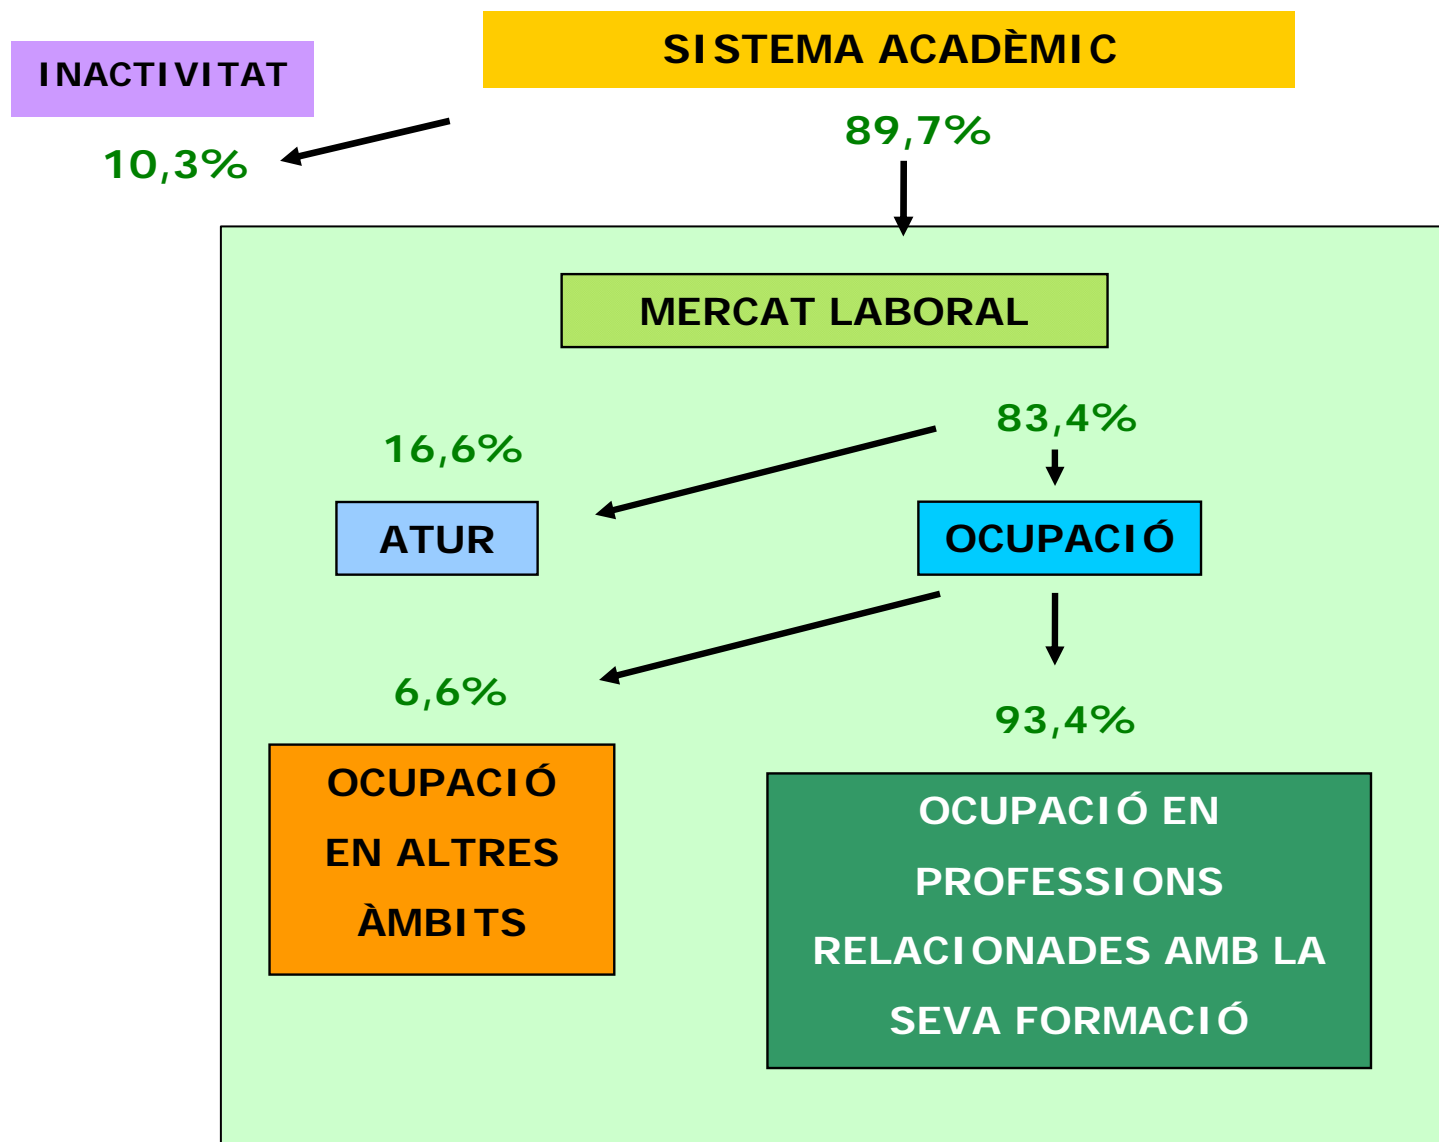 SISTEMA ACADÈMIC
INACTIVITAT
89,7%
10,3%
MERCAT LABORAL
83,4%
16,6%
ATUR
OCUPACIÓ
6,6%
93,4%
OCUPACIÓ
EN ALTRES
ÀMBITS
OCUPACIÓ EN
PROFESSIONS
RELACIONADES AMB LA
SEVA FORMACIÓ